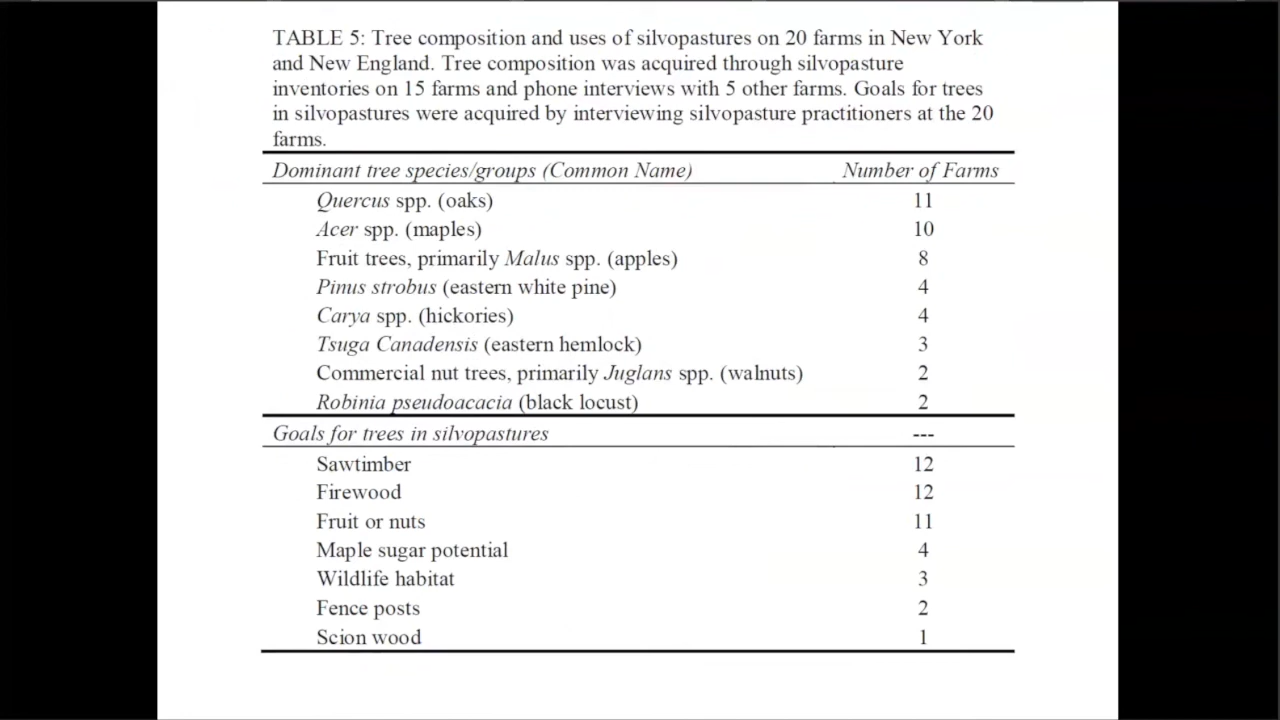 TABLE 5: Tree composition and uses of silvopastures on 20 farms in New York
and New England. Tree composition was acquired through silvopasture
inventories on 15 farms and phone interviews with 5 other farms. Goals for trees
in silvopastures were acquired by interviewing silvopasture practitioners at the 20
farms.
Dominant tree species/groups (Common Name) Number of Farms
Quercus spp. (oaks) 11
Acer spp. (maples) 10
Fruit trees, primarily Malus spp. (apples) 8
Pinus strobus (eastern white pine) 4
Carya spp. (hickories) 4
Tsuga Canadensis (eastern hemlock) 3
Commercial nut trees, primarily Juglans spp. (walnuts) 2
Robinia pseudoacacia (black locust) 2
Goals for trees in silvopastures ---
Sawtimber 12
Firewood 12
Fruit or nuts 11
Maple sugar potential 4
Wildlife habitat 3
Fence posts 2
Scion wood 1